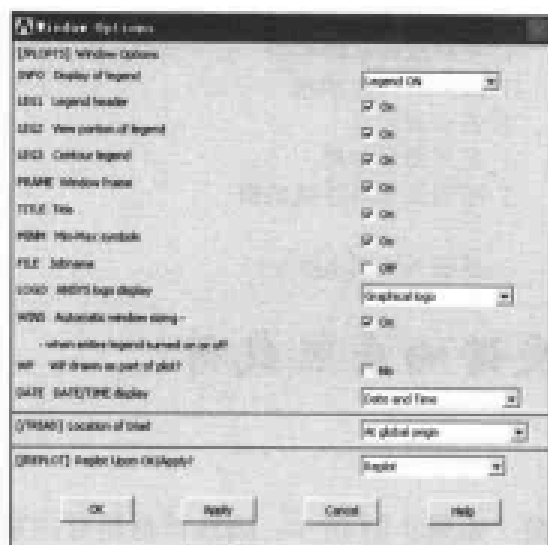 Window Options
[/PLOPTS] Window Options
INFO Display of legend
Legend ON
LEG1 Legend header
On
LEG2 View portion of legend
On
LEG3 Contour legend
On
FRAME Window frame
On
TITLE Title
On
MINM Min-Max symbols
On
FILE Jobname
Off
LOGO ANSYS logo display
Graphical logo
WINS Automatic window sizing -
On
- when entire legend turned on or off?
WP WP drawn as part of plot?
No
DATE DATE/TIME display
Date and Time
[/TRIAD] Location of triad
At global origin
[/REPLOT] Replot Upon OK/Apply?
Replot
OK
Apply
Cancel
Help